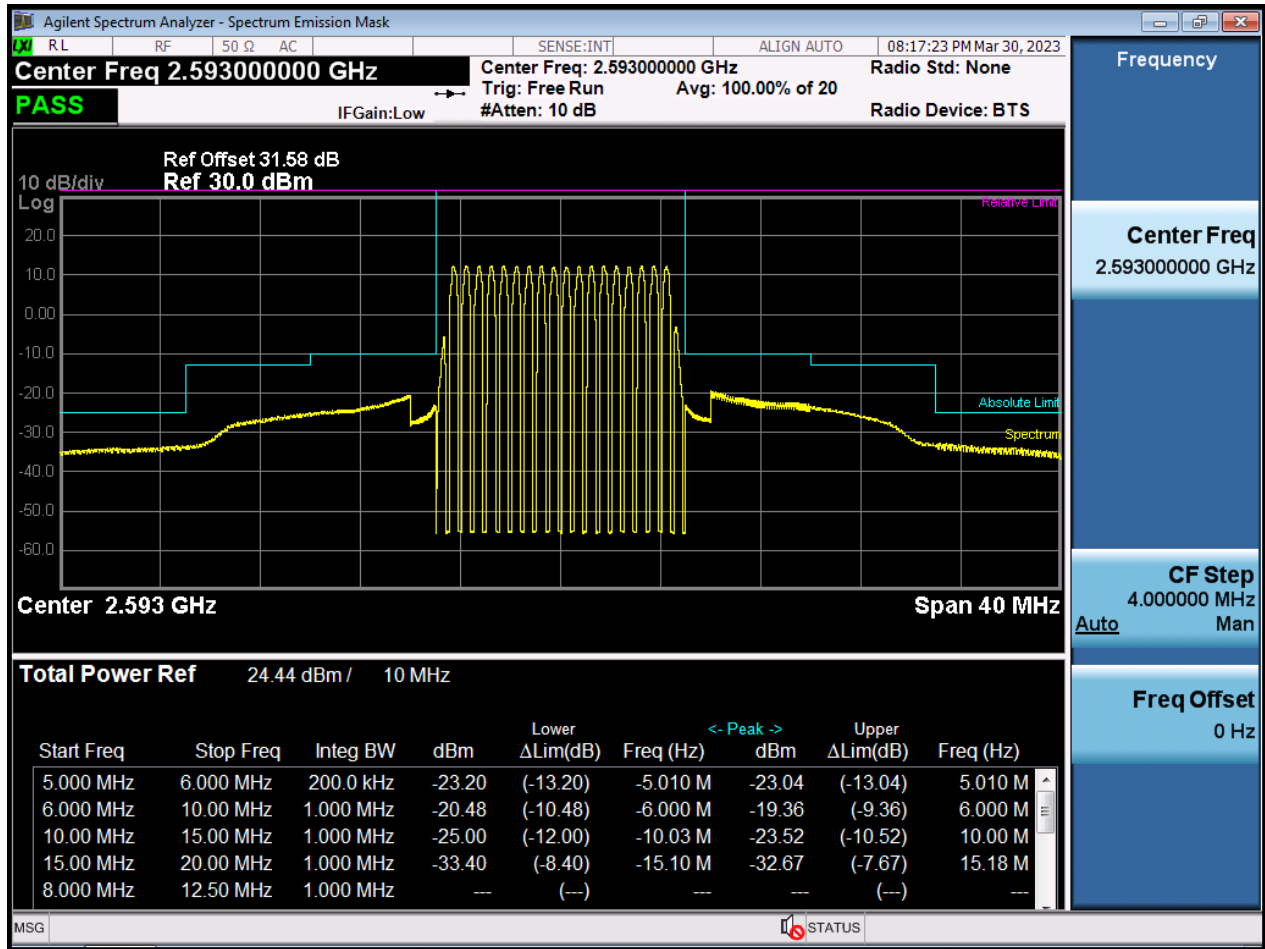 Agilent Spectrum Analyzer - Spectrum Emission Mask
LXI RL RF 50 Ω AC SENSE:INT ALIGN AUTO 08:17:23 PM Mar 30, 2023
Center Freq 2.593000000 GHz
PASS
IFGain:Low
Center Freq: 2.593000000 GHz
Trig: Free Run Avg: 100.00% of 20
#Atten: 10 dB
Radio Std: None
Radio Device: BTS
Ref Offset 31.58 dB
10 dB/div Ref 30.0 dBm
Log
Relative Limit
20.0
10.0
0.00
-10.0
-20.0
Absolute Limit
-30.0
Spectrum
-40.0
-50.0
-60.0
Center 2.593 GHz Span 40 MHz
Total Power Ref 24.44 dBm / 10 MHz
Lower <- Peak -> Upper
Start Freq Stop Freq Integ BW dBm ΔLim(dB) Freq (Hz) dBm ΔLim(dB) Freq (Hz)
5.000 MHz 6.000 MHz 200.0 kHz -23.20 (-13.20) -5.010 M -23.04 (-13.04) 5.010 M
6.000 MHz 10.00 MHz 1.000 MHz -20.48 (-10.48) -6.000 M -19.36 (-9.36) 6.000 M
10.00 MHz 15.00 MHz 1.000 MHz -25.00 (-12.00) -10.03 M -23.52 (-10.52) 10.00 M
15.00 MHz 20.00 MHz 1.000 MHz -33.40 (-8.40) -15.10 M -32.67 (-7.67) 15.18 M
8.000 MHz 12.50 MHz 1.000 MHz --- (---) --- --- (---) ---
MSG STATUS
Frequency
Center Freq
2.593000000 GHz
CF Step
4.000000 MHz
Auto Man
Freq Offset
0 Hz